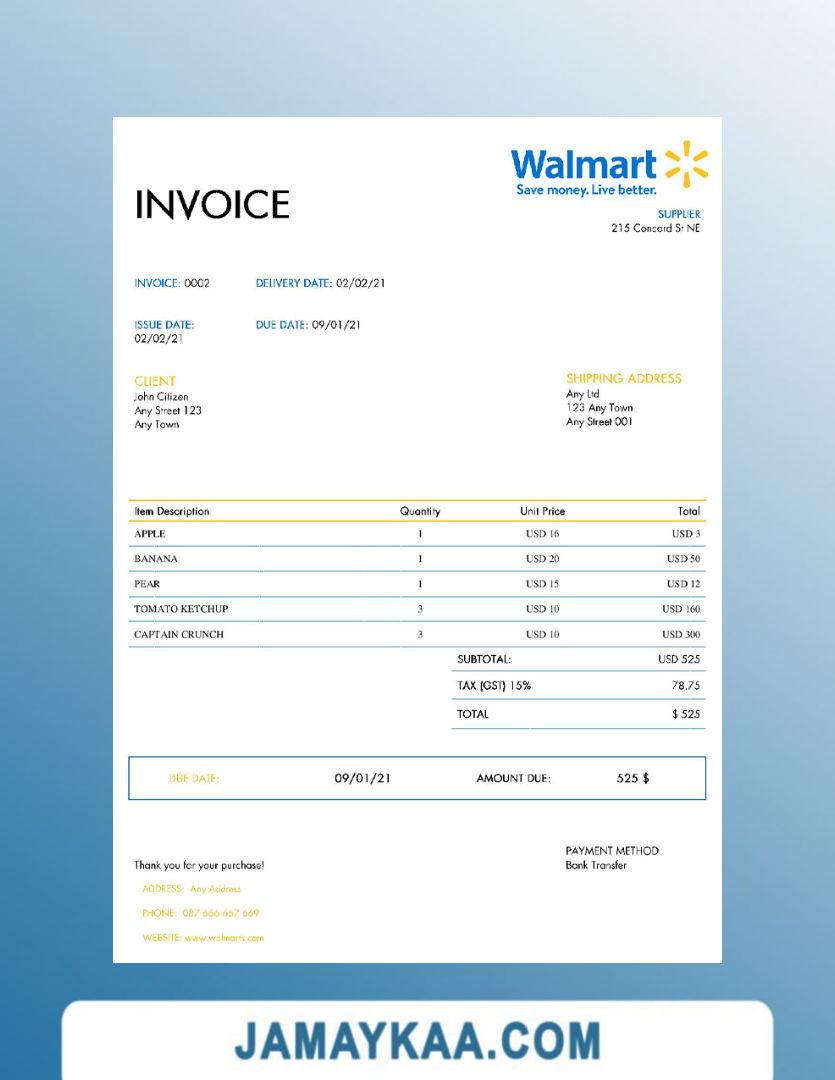 Walmart
Save money. Live better.
INVOICE
SUPPLIER
215 Concord St NE
INVOICE: 0002 DELIVERY DATE: 02/02/21
ISSUE DATE: DUE DATE: 09/01/21
02/02/21
CLIENT
John Citizen
Any Street 123
Any Town
SHIPPING ADDRESS
Any Ltd
123 Any Town
Any Street 001
Item Description Quantity Unit Price Total
APPLE 1 USD 16 USD 3
BANANA 1 USD 20 USD 50
PEAR 1 USD 15 USD 12
TOMATO KETCHUP 3 USD 10 USD 160
CAPTAIN CRUNCH 3 USD 10 USD 300
SUBTOTAL: USD 525
TAX (GST) 15% 78.75
TOTAL $ 525
DUE DATE: 09/01/21 AMOUNT DUE: 525 $
PAYMENT METHOD
Bank Transfer
Thank you for your purchase!
ADDRESS: Any Address
PHONE: 087 666 667 669
WEBSITE: www.walmarts.com
JAMAYKAA.COM